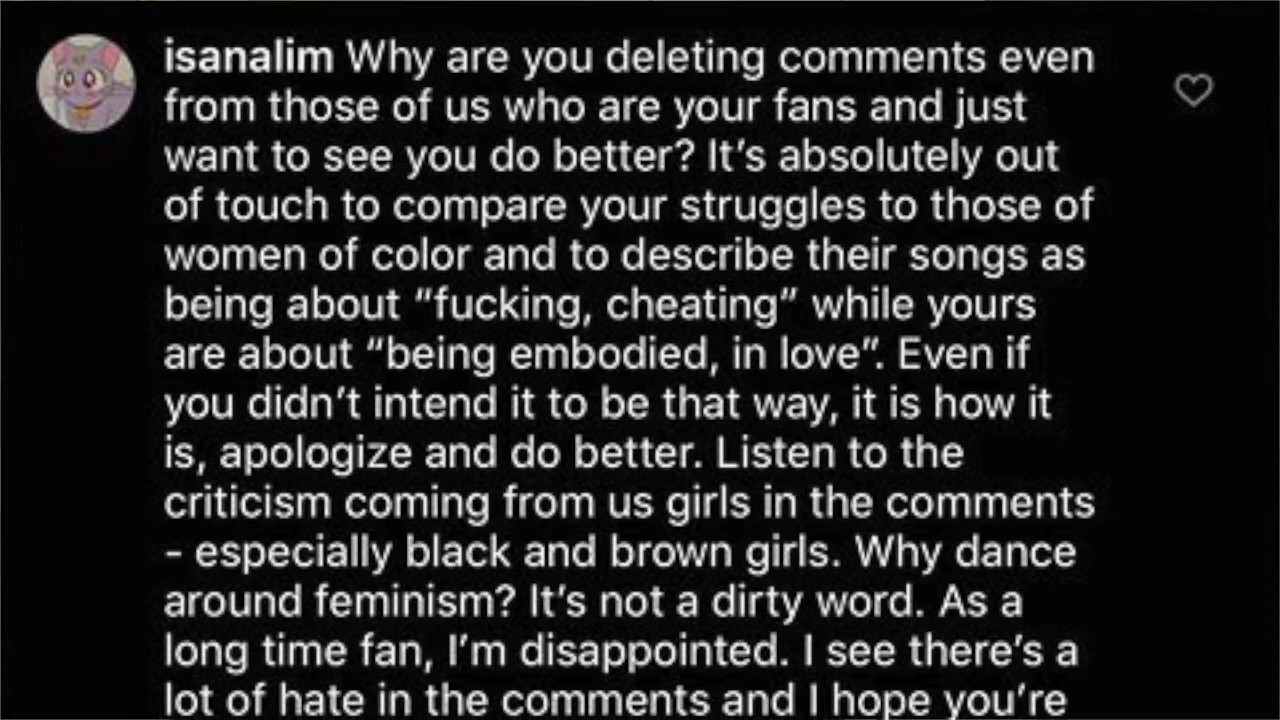 isanalim Why are you deleting comments even
from those of us who are your fans and just
want to see you do better? It’s absolutely out
of touch to compare your struggles to those of
women of color and to describe their songs as
being about “fucking, cheating” while yours
are about “being embodied, in love”. Even if
you didn’t intend it to be that way, it is how it
is, apologize and do better. Listen to the
criticism coming from us girls in the comments
- especially black and brown girls. Why dance
around feminism? It’s not a dirty word. As a
long time fan, I’m disappointed. I see there’s a
lot of hate in the comments and I hope you’re